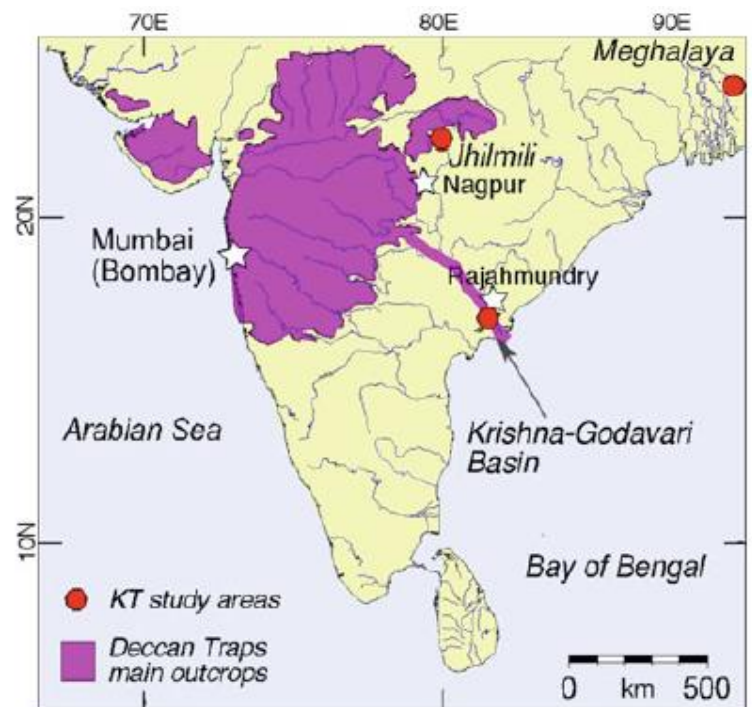 70E
80E
90E
Meghalaya
Jhilmili
Nagpur
20N
Mumbai
(Bombay)
Rajahmundry
Arabian Sea
Krishna-Godavari
Basin
10N
Bay of Bengal
KT study areas
Deccan Traps
main outcrops
0 km 500